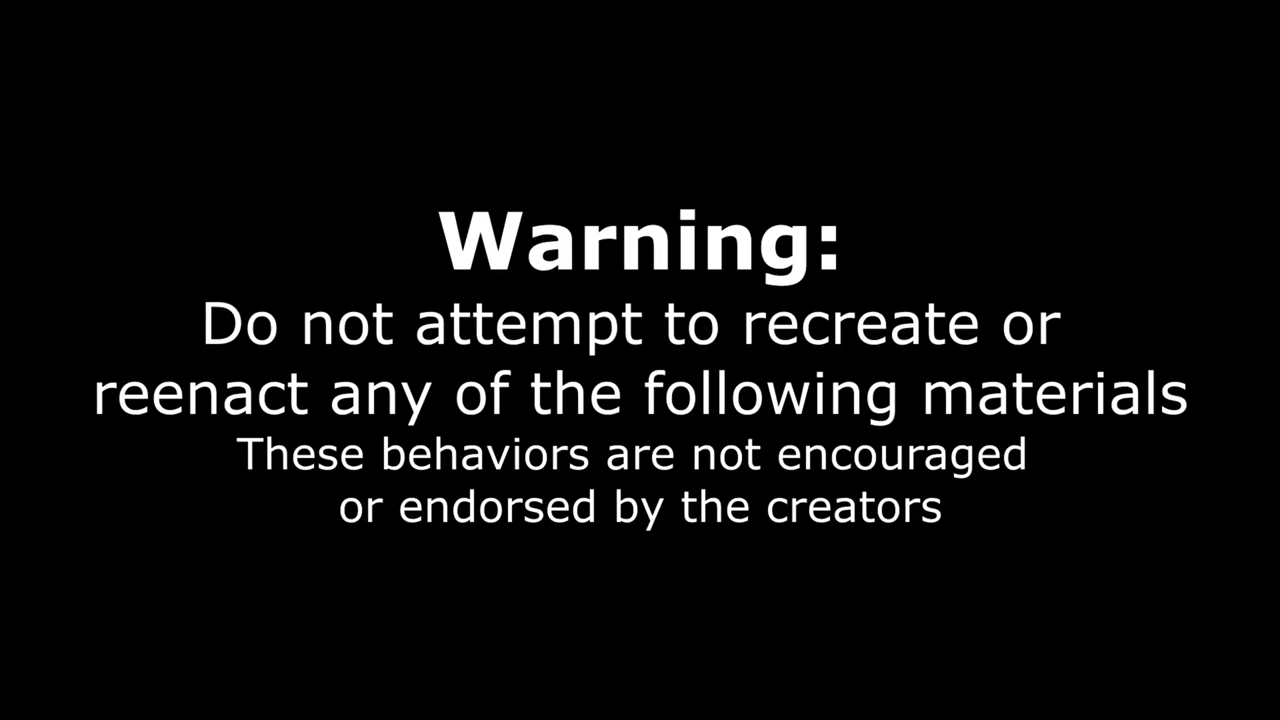 Warning:
Do not attempt to recreate or
reenact any of the following materials
These behaviors are not encouraged
or endorsed by the creators